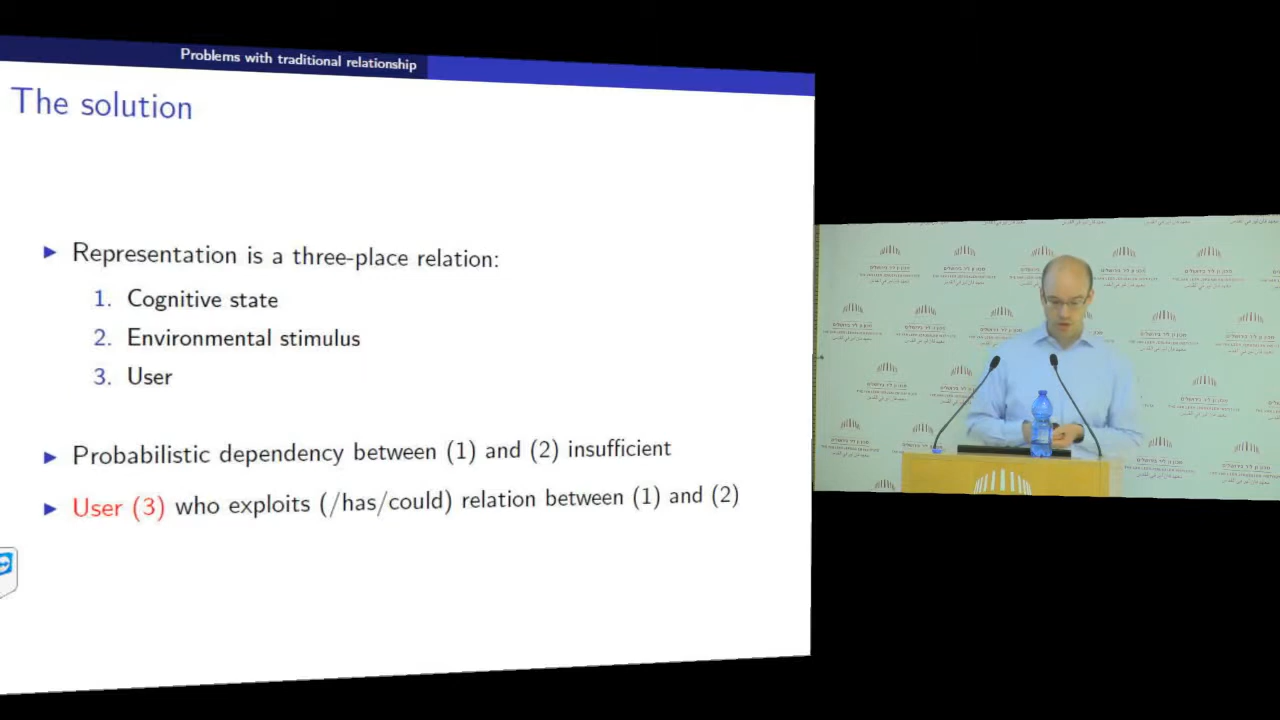 Problems with traditional relationship
The solution
Representation is a three-place relation:
1. Cognitive state
2. Environmental stimulus
3. User
Probabilistic dependency between (1) and (2) insufficient
User (3) who exploits (/has/could) relation between (1) and (2)